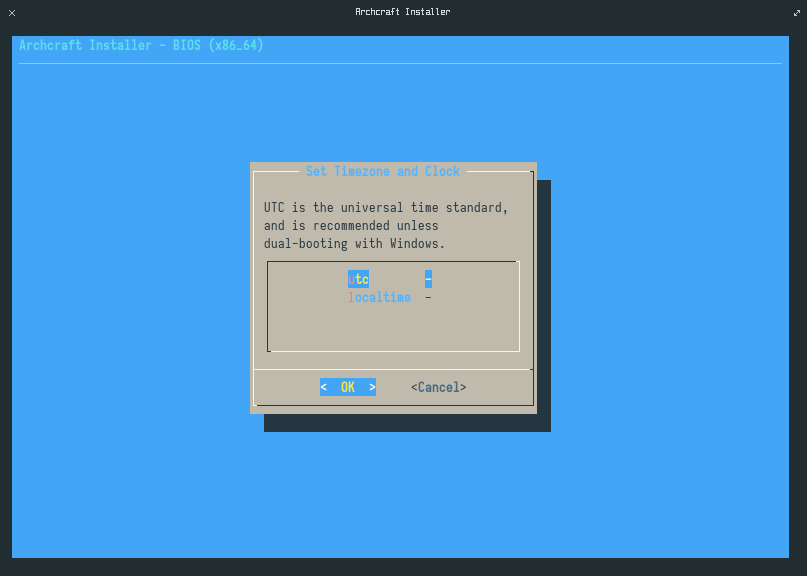 Archcraft Installer
Archcraft Installer - BIOS (x86_64)
Set Timezone and Clock
UTC is the universal time standard,
and is recommended unless
dual-booting with Windows.
utc -
localtime -
< OK > <Cancel>